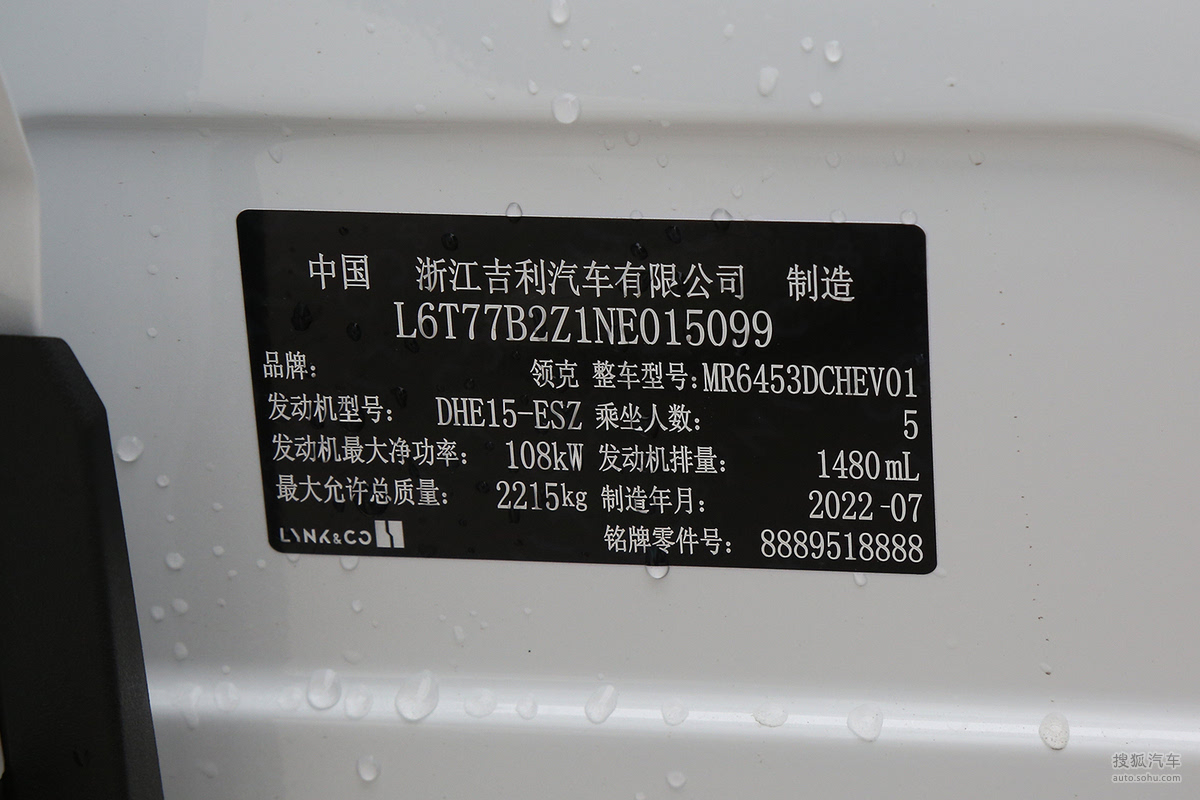 中国 浙江吉利汽车有限公司 制造
L6T77B2Z1NE015099
品牌: 领克 整车型号:MR6453DCHEV01
发动机型号: DHE15-ESZ 乘坐人数: 5
发动机最大净功率: 108kW 发动机排量: 1480mL
最大允许总质量: 2215kg 制造年月: 2022-07
LYNK&CO 铭牌零件号: 8889518888
搜狐汽车
auto.sohu.com